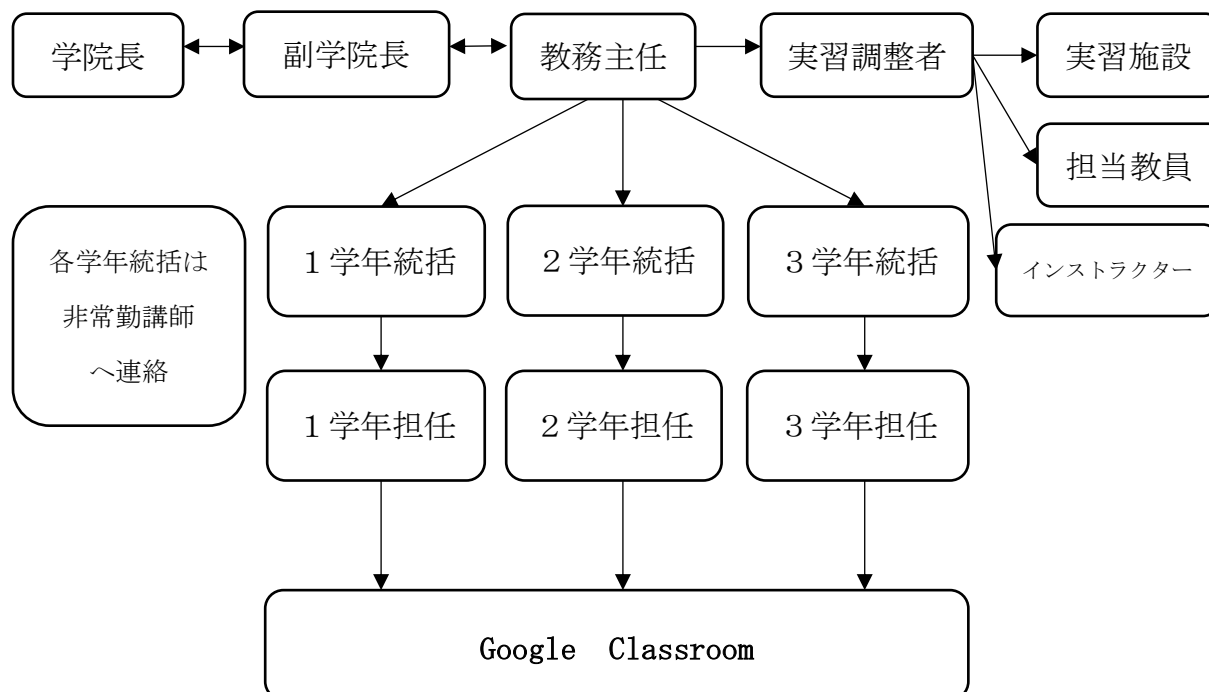 学院長
副学院長
教務主任
実習調整者
実習施設
担当教員
インストラクター
各学年統括は
非常勤講師
へ連絡
１学年統括
２学年統括
３学年統括
１学年担任
２学年担任
３学年担任
Google　Classroom